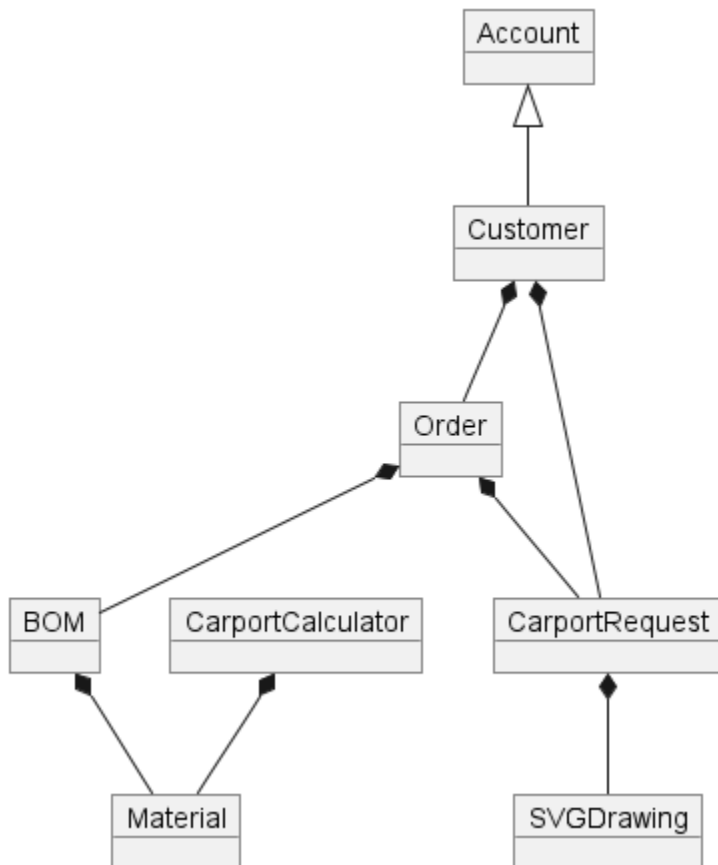 Account
Customer
Order
BOM
CarportCalculator
CarportRequest
Material
SVGDrawing